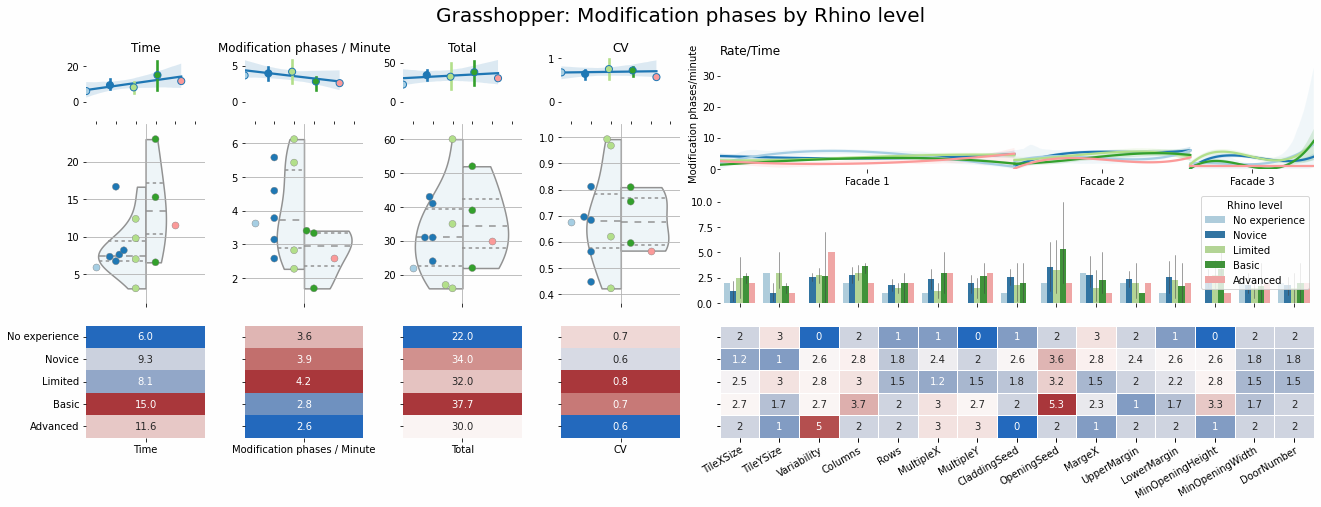 Grasshopper: Modification phases by Rhino level
Time
Modification phases / Minute
Total
CV
Rate/Time
20
0
5
0
50
0
1
0
Modification phases/minute
30
20
10
0
Facade 1
Facade 2
Facade 3
20
15
10
5
6
5
4
3
2
60
50
40
30
20
1.0
0.9
0.8
0.7
0.6
0.5
0.4
10.0
7.5
5.0
2.5
0.0
Rhino level
No experience
Novice
Limited
Basic
Advanced
No experience 6.0 3.6 22.0 0.7 2 3 0 2 1 1 0 1 2 3 2 1 0 2 2
Novice 9.3 3.9 34.0 0.6 1.2 1 2.6 2.8 1.8 2.4 2 2.6 3.6 2.8 2.4 2.6 2.6 1.8 1.8
Limited 8.1 4.2 32.0 0.8 2.5 3 2.8 3 1.5 1.2 1.5 1.8 3.2 1.5 2 2.2 2.8 1.5 1.5
Basic 15.0 2.8 37.7 0.7 2.7 1.7 2.7 3.7 2 3 2.7 2 5.3 2.3 1 1.7 3.3 1.7 2
Advanced 11.6 2.6 30.0 0.6 2 1 5 2 2 3 3 0 2 1 2 2 1 2 2
Time
Modification phases / Minute
Total
CV
TileXSize
TileYSize
Variability
Columns
Rows
MultipleX
MultipleY
CladdingSeed
OpeningSeed
MargeX
UpperMargin
LowerMargin
MinOpeningHeight
MinOpeningWidth
DoorNumber